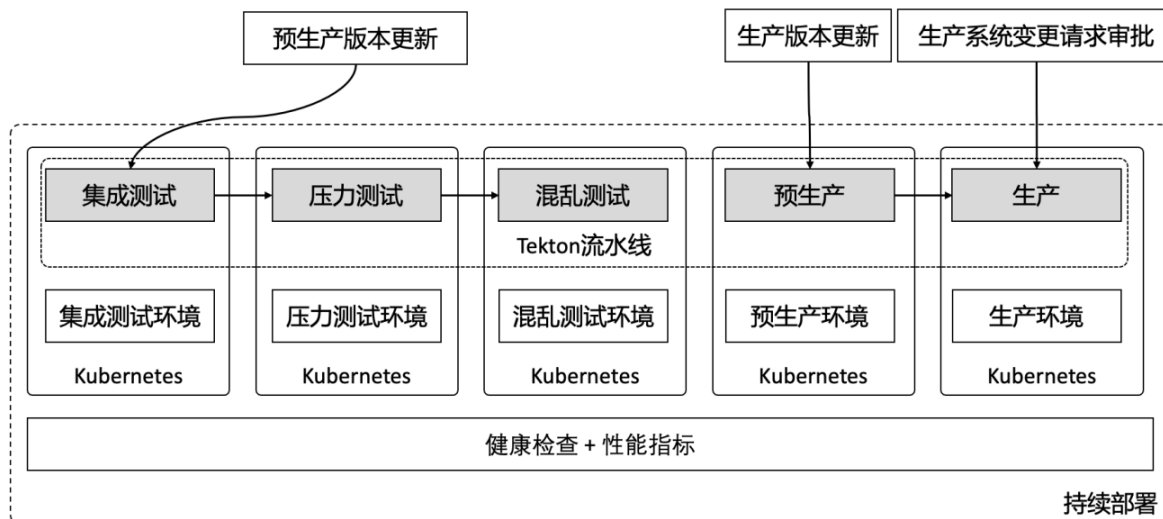 预生产版本更新
生产版本更新
生产系统变更请求审批
集成测试
压力测试
混乱测试
预生产
生产
Tekton流水线
集成测试环境
压力测试环境
混乱测试环境
预生产环境
生产环境
Kubernetes
Kubernetes
Kubernetes
Kubernetes
Kubernetes
健康检查 + 性能指标
持续部署